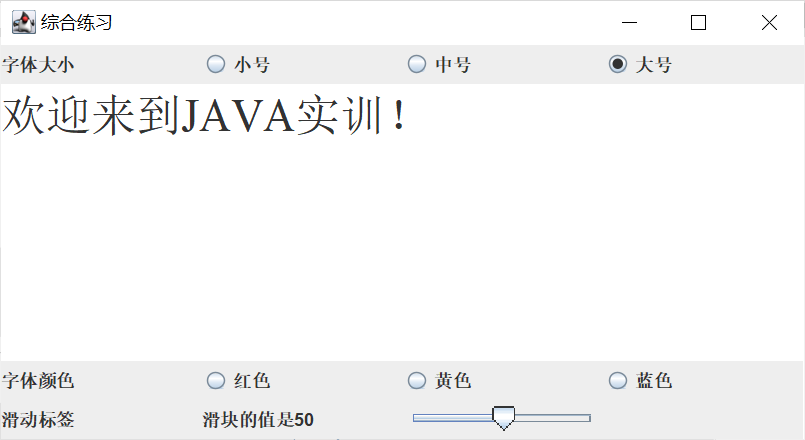 综合练习
字体大小 小号 中号 大号
欢迎来到JAVA实训！
字体颜色 红色 黄色 蓝色
滑动标签 滑块的值是50